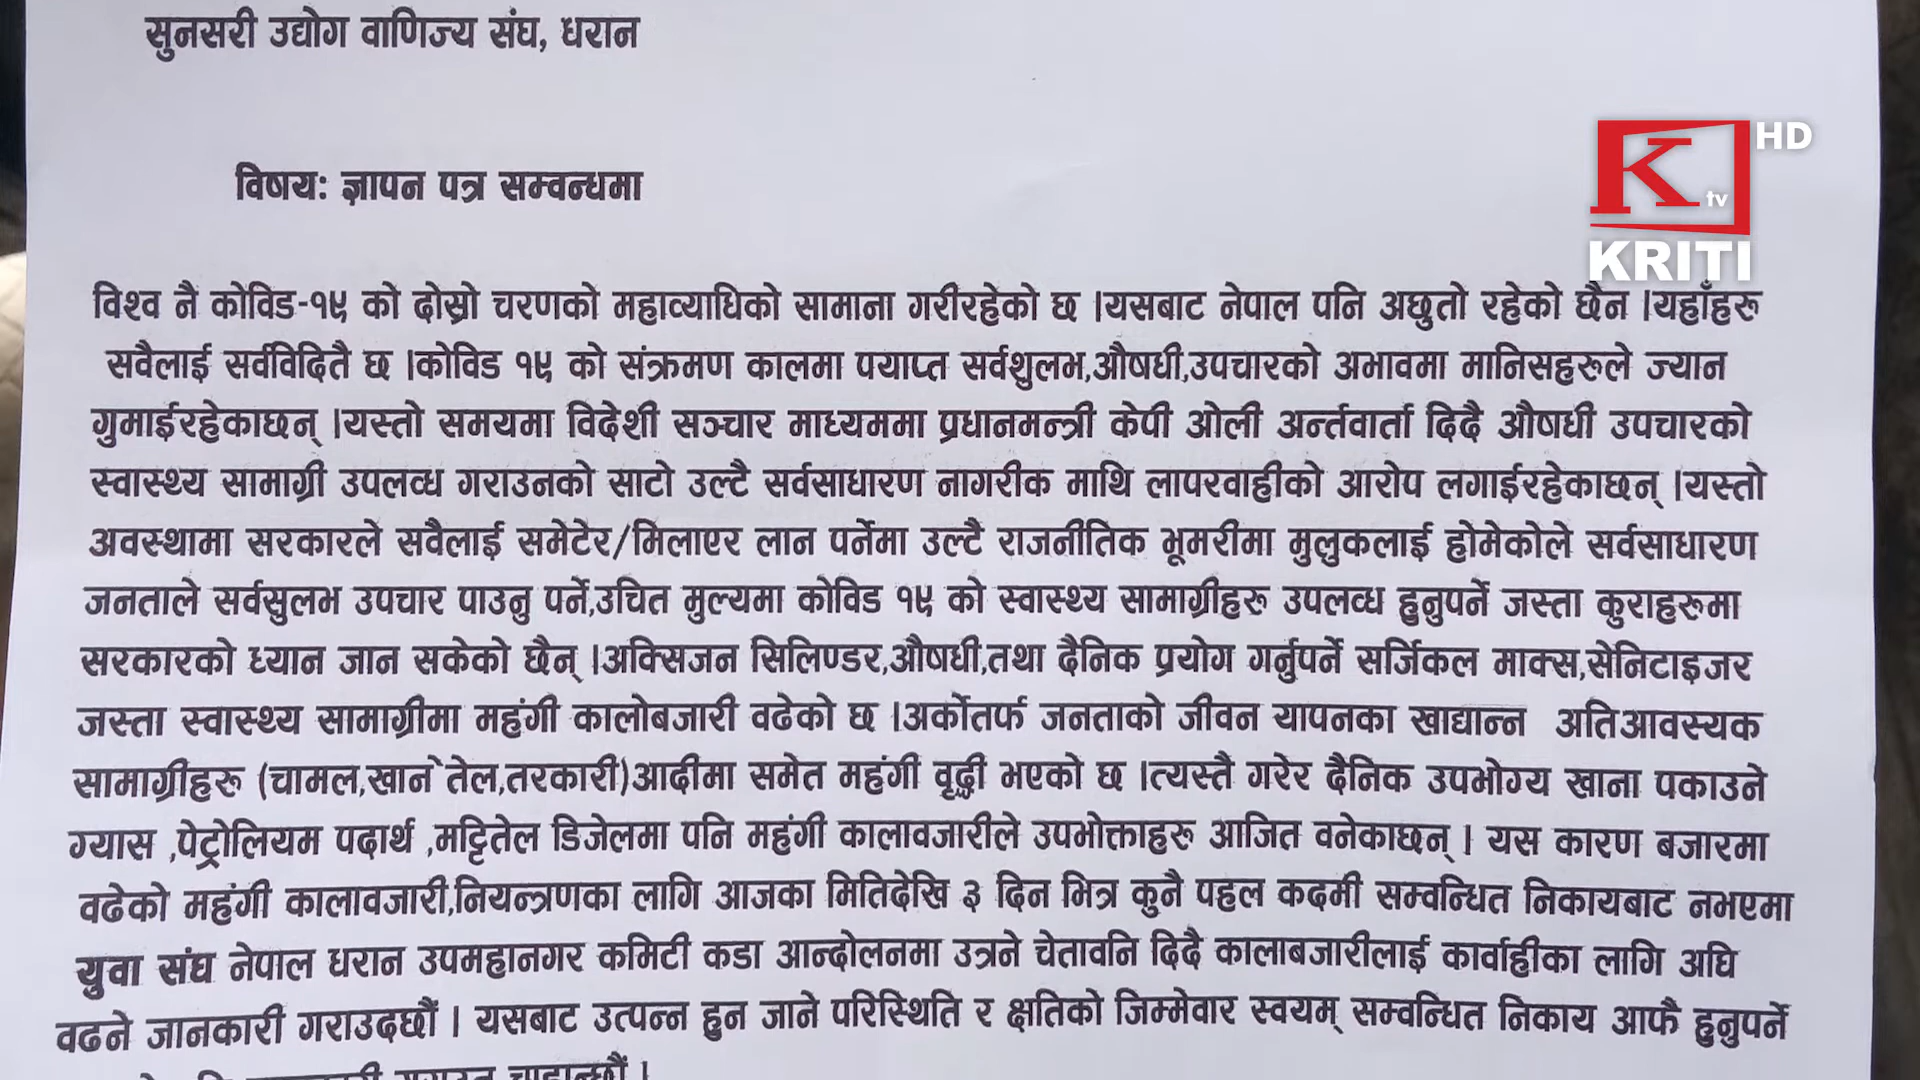 सुनसरी उद्योग वाणिज्य संघ, धरान
HD
K tv
विषय: ज्ञापन पत्र सम्वन्धमा
KRITI
विश्व नै कोविड-१९ को दोस्रो चरणको महाव्याधिको सामाना गरीरहेको छ ।यसबाट नेपाल पनि अछुतो रहेको छैन ।यहाँहरु
सवैलाई सर्वविदितै छ ।कोविड १९ को संक्रमण कालमा पयाप्त सर्वशुलभ,औषधी,उपचारको अभावमा मानिसहरुले ज्यान
गुमाईरहेकाछन् ।यस्तो समयमा विदेशी सञ्चार माध्यममा प्रधानमन्त्री केपी ओली अर्न्तवार्ता दिदै औषधी उपचारको
स्वास्थ्य सामाग्री उपलव्ध गराउनको साटो उल्टै सर्वसाधारण नागरीक माथि लापरवाहीको आरोप लगाईरहेकाछन् ।यस्तो
अवस्थामा सरकारले सवैलाई समेटेर/मिलाएर लान पर्नेमा उल्टै राजनीतिक भूमरीमा मुलुकलाई होमेकोले सर्वसाधारण
जनताले सर्वसुलभ उपचार पाउनु पर्ने,उचित मुल्यमा कोविड १९ को स्वास्थ्य सामाग्रीहरु उपलव्ध हुनुपर्ने जस्ता कुराहरुमा
सरकारको ध्यान जान सकेको छैन् ।अक्सिजन सिलिण्डर,औषधी,तथा दैनिक प्रयोग गर्नुपर्ने सर्जिकल माक्स,सेनिटाइजर
जस्ता स्वास्थ्य सामाग्रीमा महंगी कालोबजारी वढेको छ ।अर्कोतर्फ जनताको जीवन यापनका खाद्यान्न अतिआवस्यक
सामाग्रीहरु (चामल,खाने तेल,तरकारी)आदीमा समेत महंगी वृद्धी भएको छ ।त्यस्तै गरेर दैनिक उपभोग्य खाना पकाउने
ग्यास ,पेट्रोलियम पदार्थ ,मट्टितेल डिजेलमा पनि महंगी कालावजारीले उपभोक्ताहरु आजित वनेकाछन् । यस कारण बजारमा
वढेको महंगी कालावजारी,नियन्त्रणका लागि आजका मितिदेखि ३ दिन भित्र कुनै पहल कदमी सम्वन्धित निकायबाट नभएमा
युवा संघ नेपाल धरान उपमहानगर कमिटी कडा आन्दोलनमा उत्रने चेतावनि दिदै कालाबजारीलाई कार्वाहीका लागि अघि
वढने जानकारी गराउदछौं । यसबाट उत्पन्न हुन जाने परिस्थिति र क्षतिको जिम्मेवार स्वयम् सम्वन्धित निकाय आफै हुनुपर्ने
चाहान्छौं ।